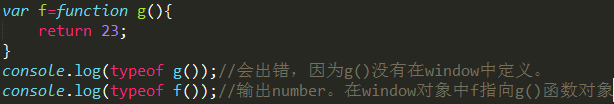 var f=function g(){
    return 23;
}
console.log(typeof g());//会出错，因为g()没有在window中定义。
console.log(typeof f());//输出number。在window对象中f指向g()函数对象